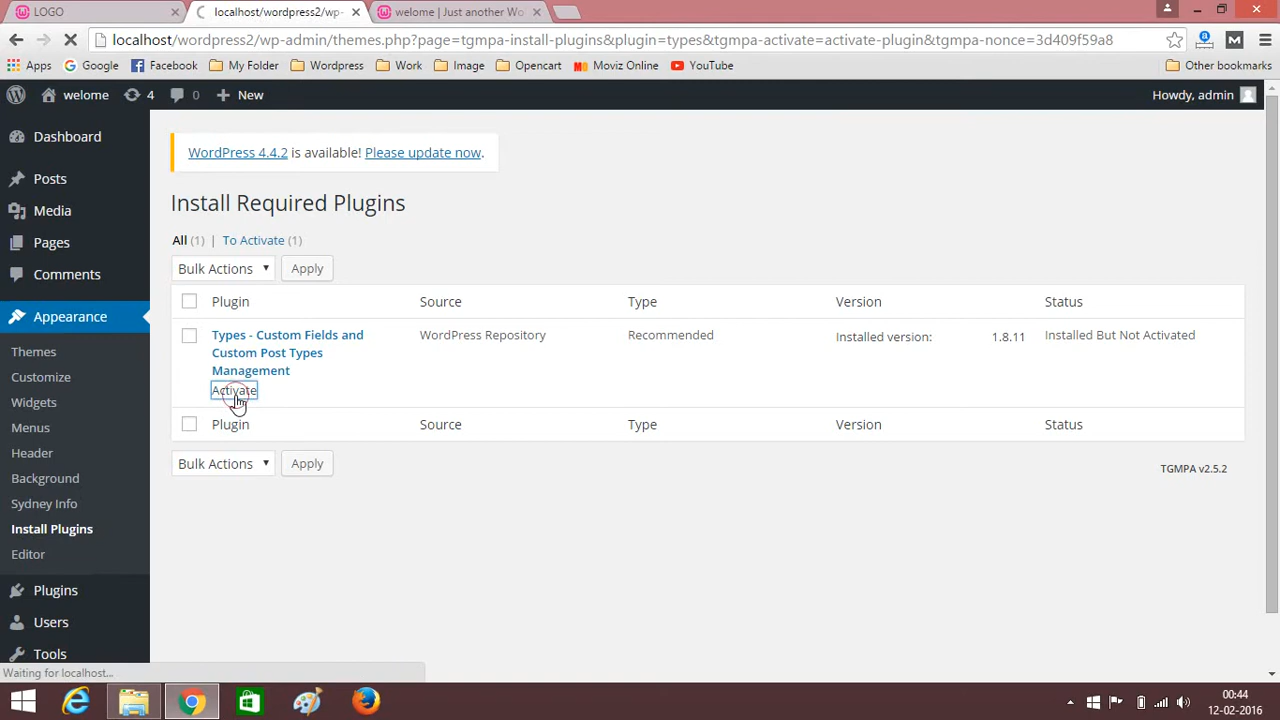 LOGO
localhost/wordpress2/wp-
welome | Just another Wo
localhost/wordpress2/wp-admin/themes.php?page=tgmpa-install-plugins&plugin=types&tgmpa-activate=activate-plugin&tgmpa-nonce=3d409f59a8
Apps Google Facebook My Folder Wordpress Work Image Opencart Moviz Online YouTube Other bookmarks
welome 4 0 New Howdy, admin
Dashboard
Posts
Media
Pages
Comments
Appearance
Themes
Customize
Widgets
Menus
Header
Background
Sydney Info
Install Plugins
Editor
Plugins
Users
Tools
WordPress 4.4.2 is available! Please update now.
Install Required Plugins
All (1) | To Activate (1)
Bulk Actions Apply
Plugin Source Type Version Status
Types - Custom Fields and Custom Post Types Management
WordPress Repository Recommended Installed version: 1.8.11 Installed But Not Activated
Activate
Plugin Source Type Version Status
Bulk Actions Apply
TGMPA v2.5.2
Waiting for localhost...
00:44
12-02-2016